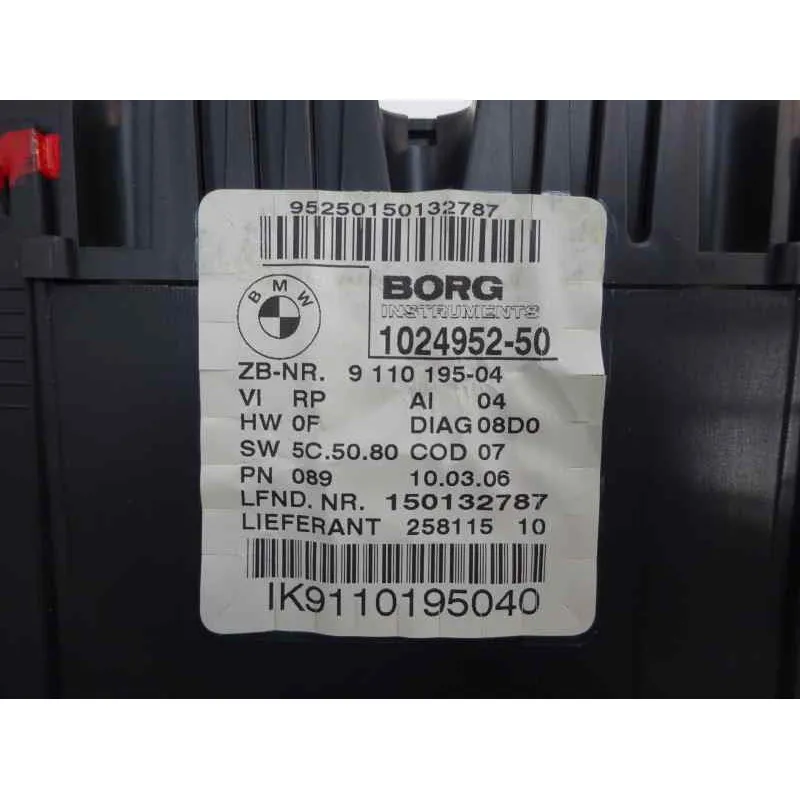 95250150132787
BMW
BORG
INSTRUMENTS
1024952-50
ZB-NR. 9 110 195-04
VI RP AI 04
HW 0F DIAG 08D0
SW 5C.50.80 COD 07
PN 089 10.03.06
LFND. NR. 150132787
LIEFERANT 258115 10
IK9110195040